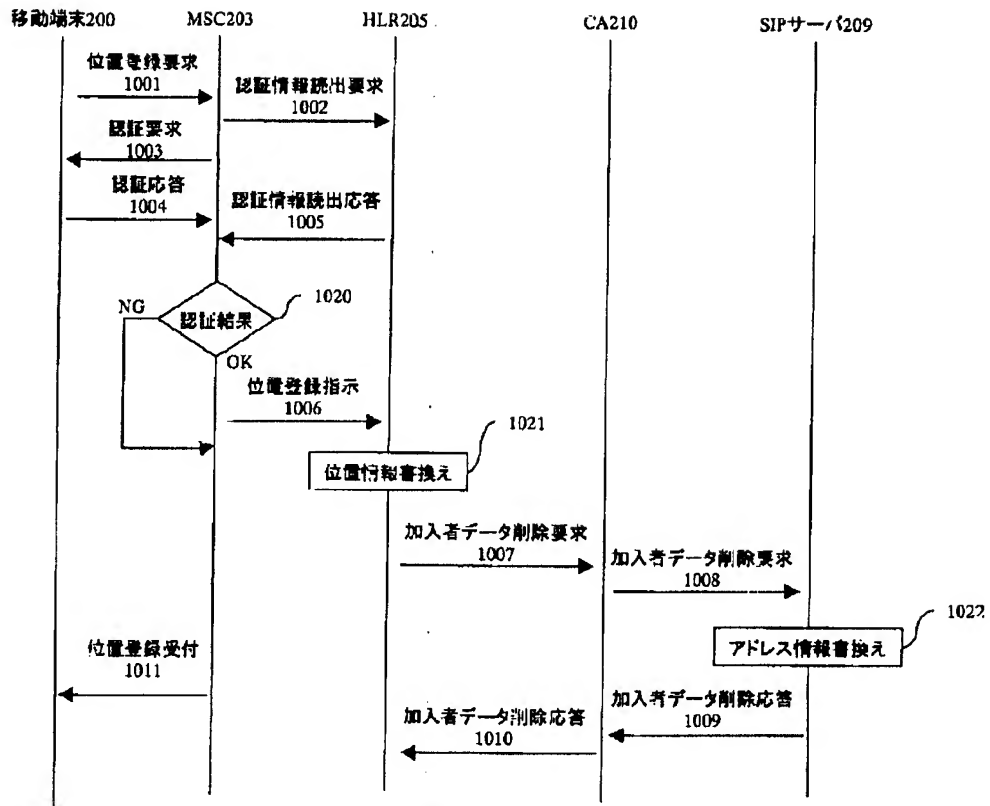 移動端末200
MSC203
HLR205
CA210
SIPサーバ209
位置登録要求
1001
認証情報読出要求
1002
認証要求
1003
認証応答
1004
認証情報読出応答
1005
NG
認証結果
1020
OK
位置登録指示
1006
1021
位置情報書換え
加入者データ削除要求
1007
加入者データ削除要求
1008
1022
アドレス情報書換え
位置登録受付
1011
加入者データ削除応答
1009
加入者データ削除応答
1010